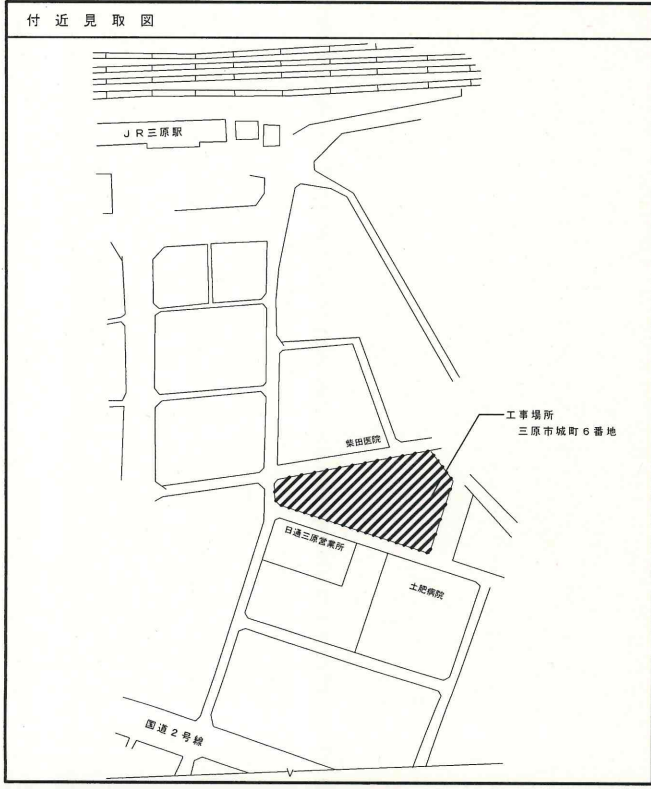 付近見取図
JR三原駅
工事場所
三原市城町6番地
柴田医院
日通三原営業所
土肥病院
国道2号線